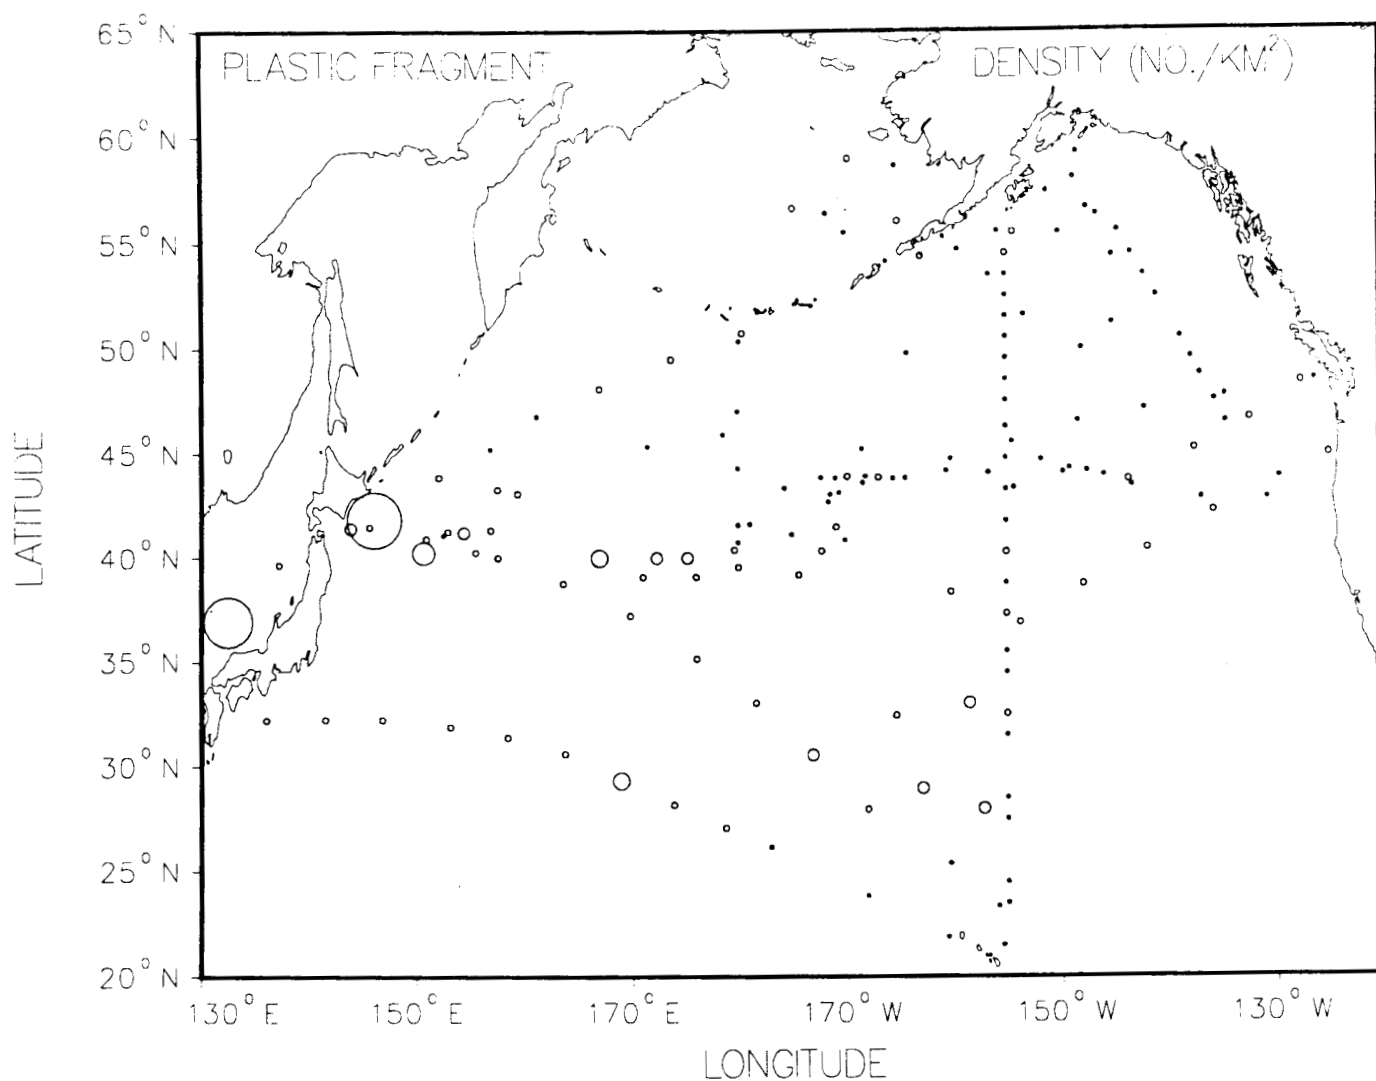 PLASTIC FRAGMENT DENSITY (NO./KM²)
65° N
60° N
55° N
50° N
45° N
40° N
35° N
30° N
25° N
20° N
LATITUDE
130° E 150° E 170° E 170° W 150° W 130° W
LONGITUDE